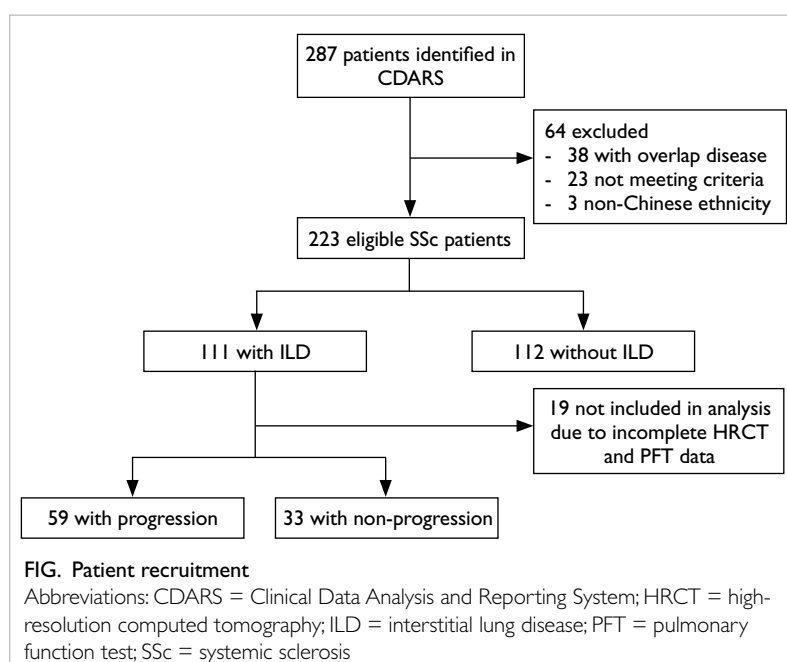 287 patients identified in
CDARS
64 excluded
- 38 with overlap disease
- 23 not meeting criteria
- 3 non-Chinese ethnicity
223 eligible SSc patients
111 with ILD
112 without ILD
19 not included in analysis
due to incomplete HRCT
and PFT data
59 with progression
33 with non-progression
FIG. Patient recruitment
Abbreviations: CDARS = Clinical Data Analysis and Reporting System; HRCT = high-
resolution computed tomography; ILD = interstitial lung disease; PFT = pulmonary
function test; SSc = systemic sclerosis